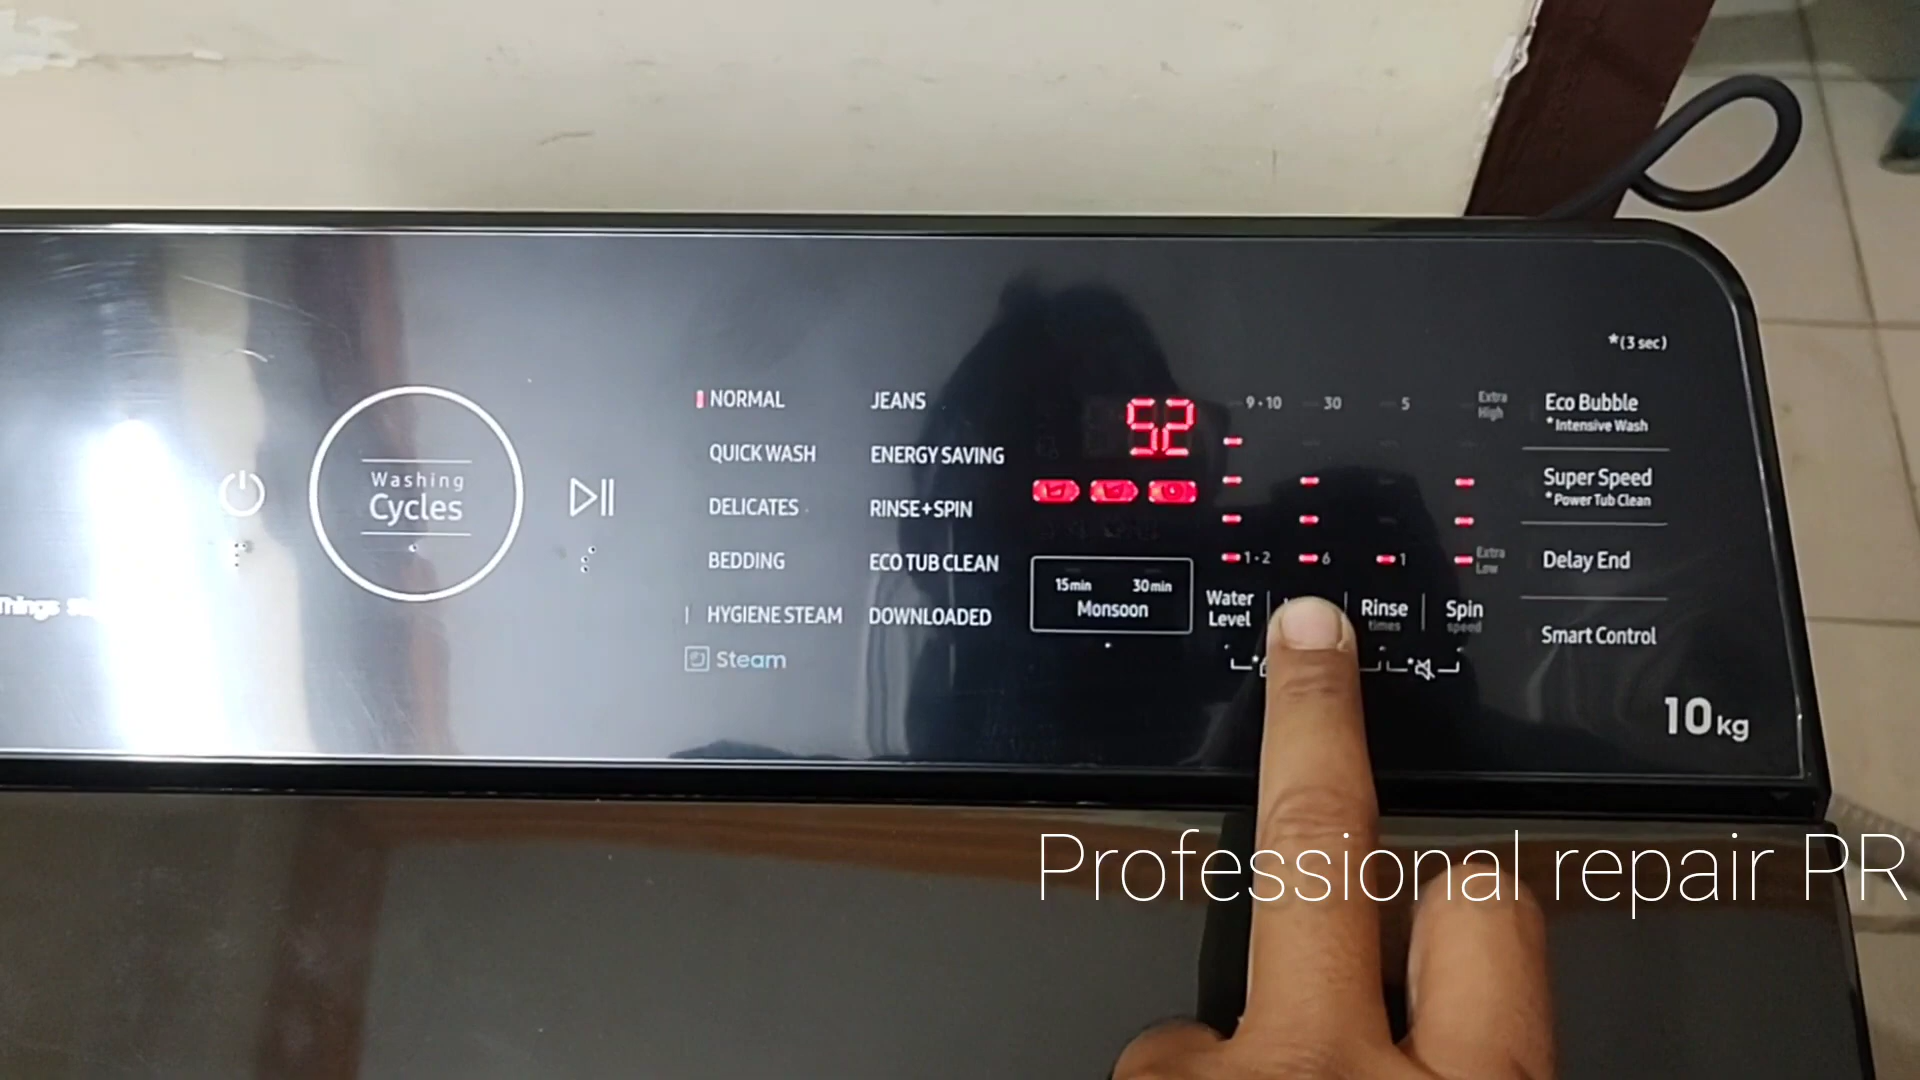 *(3 sec)
NORMAL
JEANS
QUICK WASH
ENERGY SAVING
DELICATES
RINSE+SPIN
BEDDING
ECO TUB CLEAN
HYGIENE STEAM
DOWNLOADED
Steam
Washing
Cycles
Things
52
15min 30min
Monsoon
9•10
30
5
Extra
High
1•2
6
1
Extra
Low
Water
Level
Rinse
times
Spin
speed
Eco Bubble
*Intensive Wash
Super Speed
*Power Tub Clean
Delay End
Smart Control
10kg
Professional repair PR